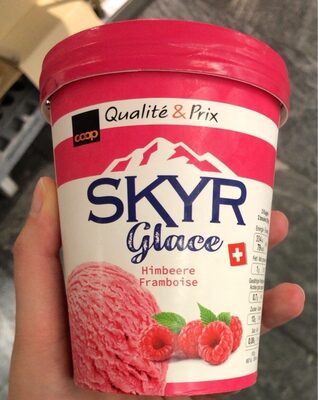 coop
Qualité & Prix
SKYR
Glace
Himbeere
Framboise